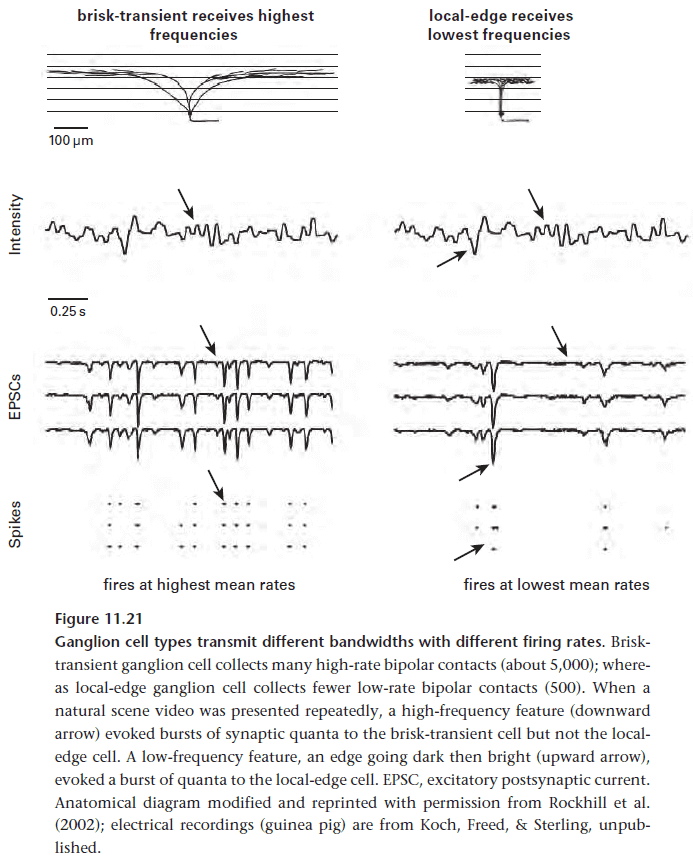 brisk-transient receives highest
frequencies
local-edge receives
lowest frequencies
100 µm
Intensity
0.25 s
EPSCs
Spikes
fires at highest mean rates
fires at lowest mean rates
Figure 11.21
Ganglion cell types transmit different bandwidths with different firing rates. Brisk-
transient ganglion cell collects many high-rate bipolar contacts (about 5,000); where-
as local-edge ganglion cell collects fewer low-rate bipolar contacts (500). When a
natural scene video was presented repeatedly, a high-frequency feature (downward
arrow) evoked bursts of synaptic quanta to the brisk-transient cell but not the local-
edge cell. A low-frequency feature, an edge going dark then bright (upward arrow),
evoked a burst of quanta to the local-edge cell. EPSC, excitatory postsynaptic current.
Anatomical diagram modified and reprinted with permission from Rockhill et al.
(2002); electrical recordings (guinea pig) are from Koch, Freed, & Sterling, unpub-
lished.